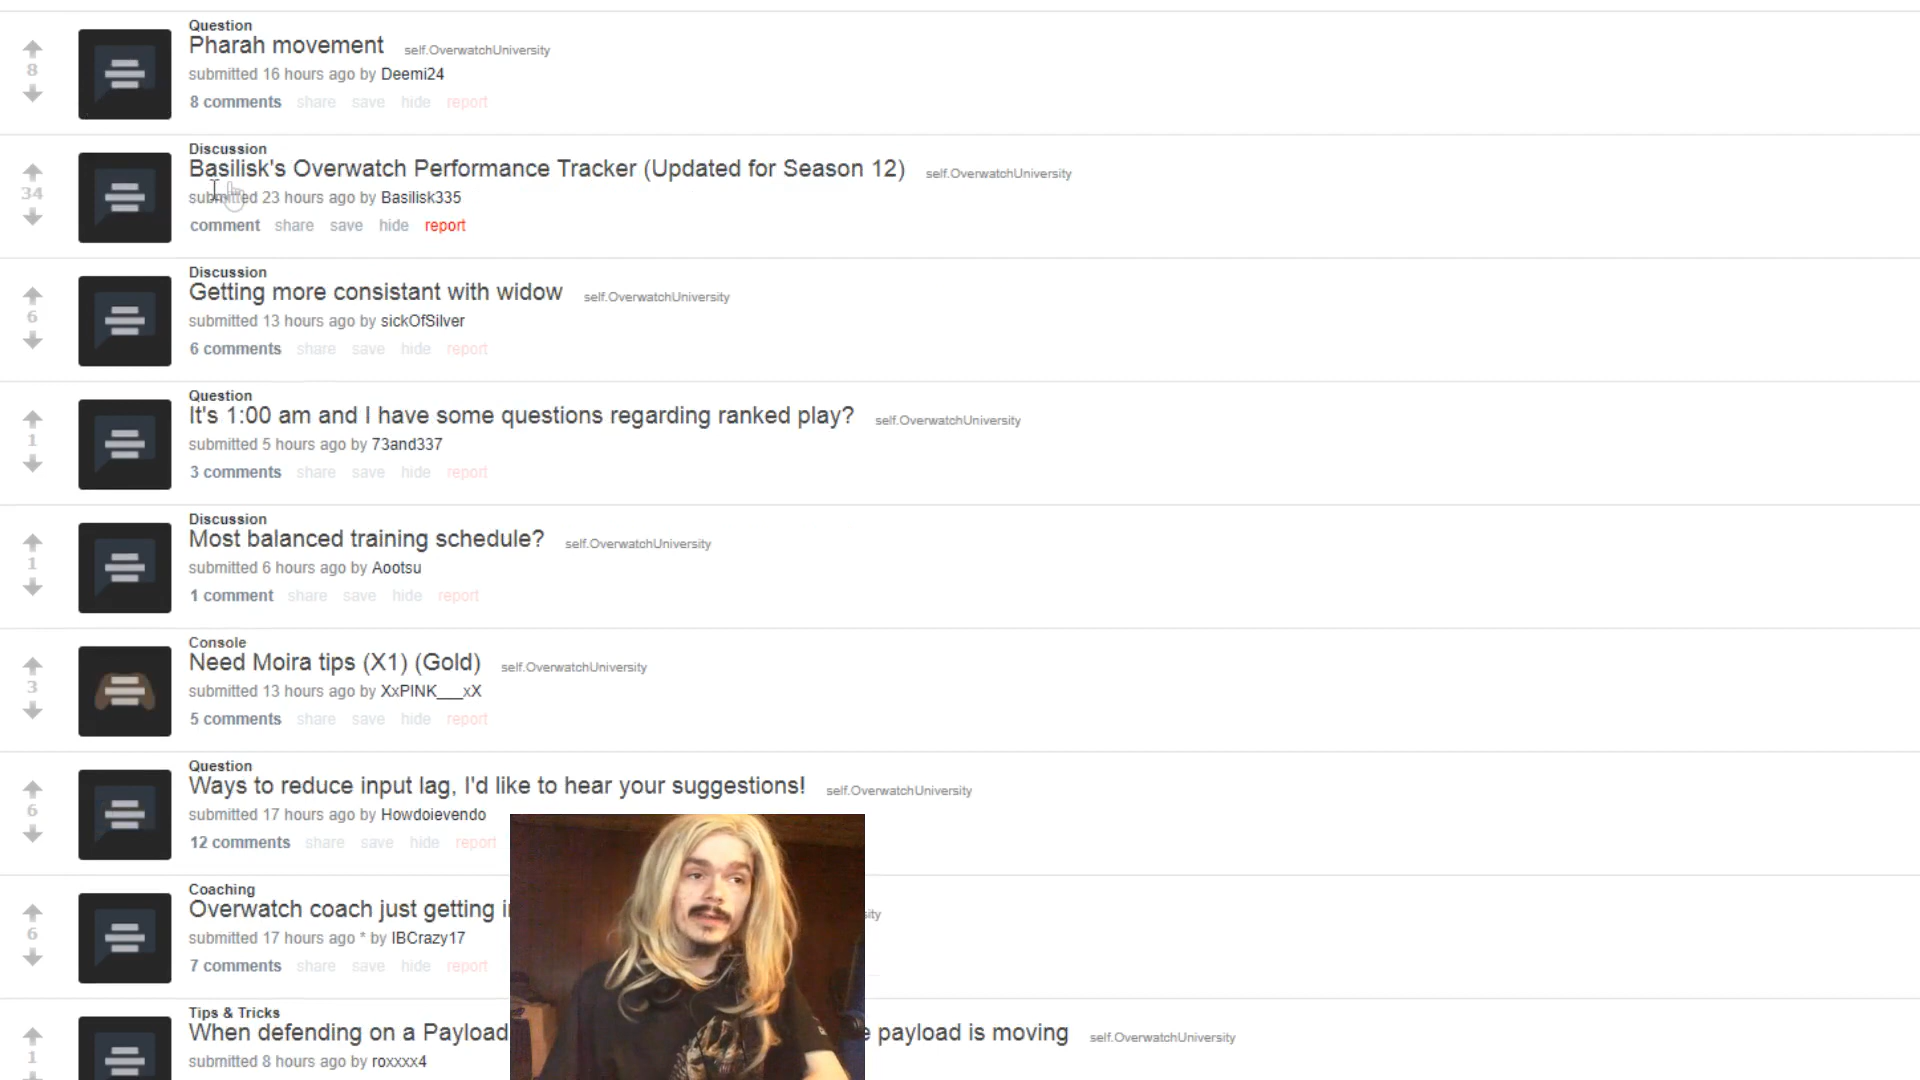 Question
Pharah movement self.OverwatchUniversity
8
submitted 16 hours ago by Deemi24
8 comments share save hide report
Discussion
Basilisk's Overwatch Performance Tracker (Updated for Season 12) self.OverwatchUniversity
34
submitted 23 hours ago by Basilisk335
comment share save hide report
Discussion
Getting more consistant with widow self.OverwatchUniversity
6
submitted 13 hours ago by sickOfSilver
6 comments share save hide report
Question
It's 1:00 am and I have some questions regarding ranked play? self.OverwatchUniversity
1
submitted 5 hours ago by 73and337
3 comments share save hide report
Discussion
Most balanced training schedule? self.OverwatchUniversity
1
submitted 6 hours ago by Aootsu
1 comment share save hide report
Console
Need Moira tips (X1) (Gold) self.OverwatchUniversity
3
submitted 13 hours ago by XxPINK___xX
5 comments share save hide report
Question
Ways to reduce input lag, I'd like to hear your suggestions! self.OverwatchUniversity
6
submitted 17 hours ago by Howdoievendo
12 comments share save hide report
Coaching
Overwatch coach just getting
6
submitted 17 hours ago * by IBCrazy17
7 comments share save hide report
Tips & Tricks
When defending on a Payload payload is moving self.OverwatchUniversity
1
submitted 8 hours ago by roxxxx4